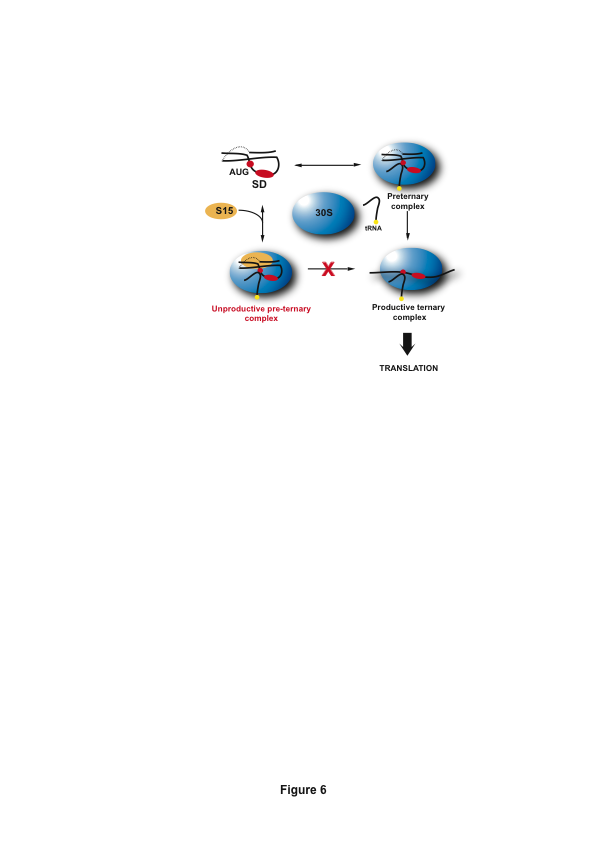 AUG
SD
Preternary
complex
S15
30S
tRNA
X
Unproductive pre-ternary
complex
Productive ternary
complex
TRANSLATION
Figure 6